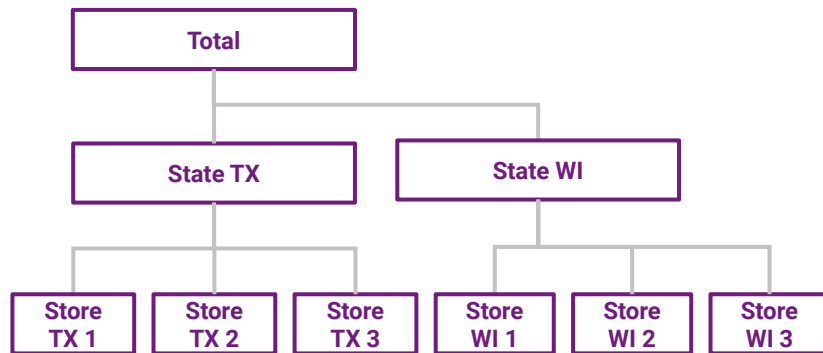 Total
State TX
State WI
Store
TX 1
Store
TX 2
Store
TX 3
Store
WI 1
Store
WI 2
Store
WI 3